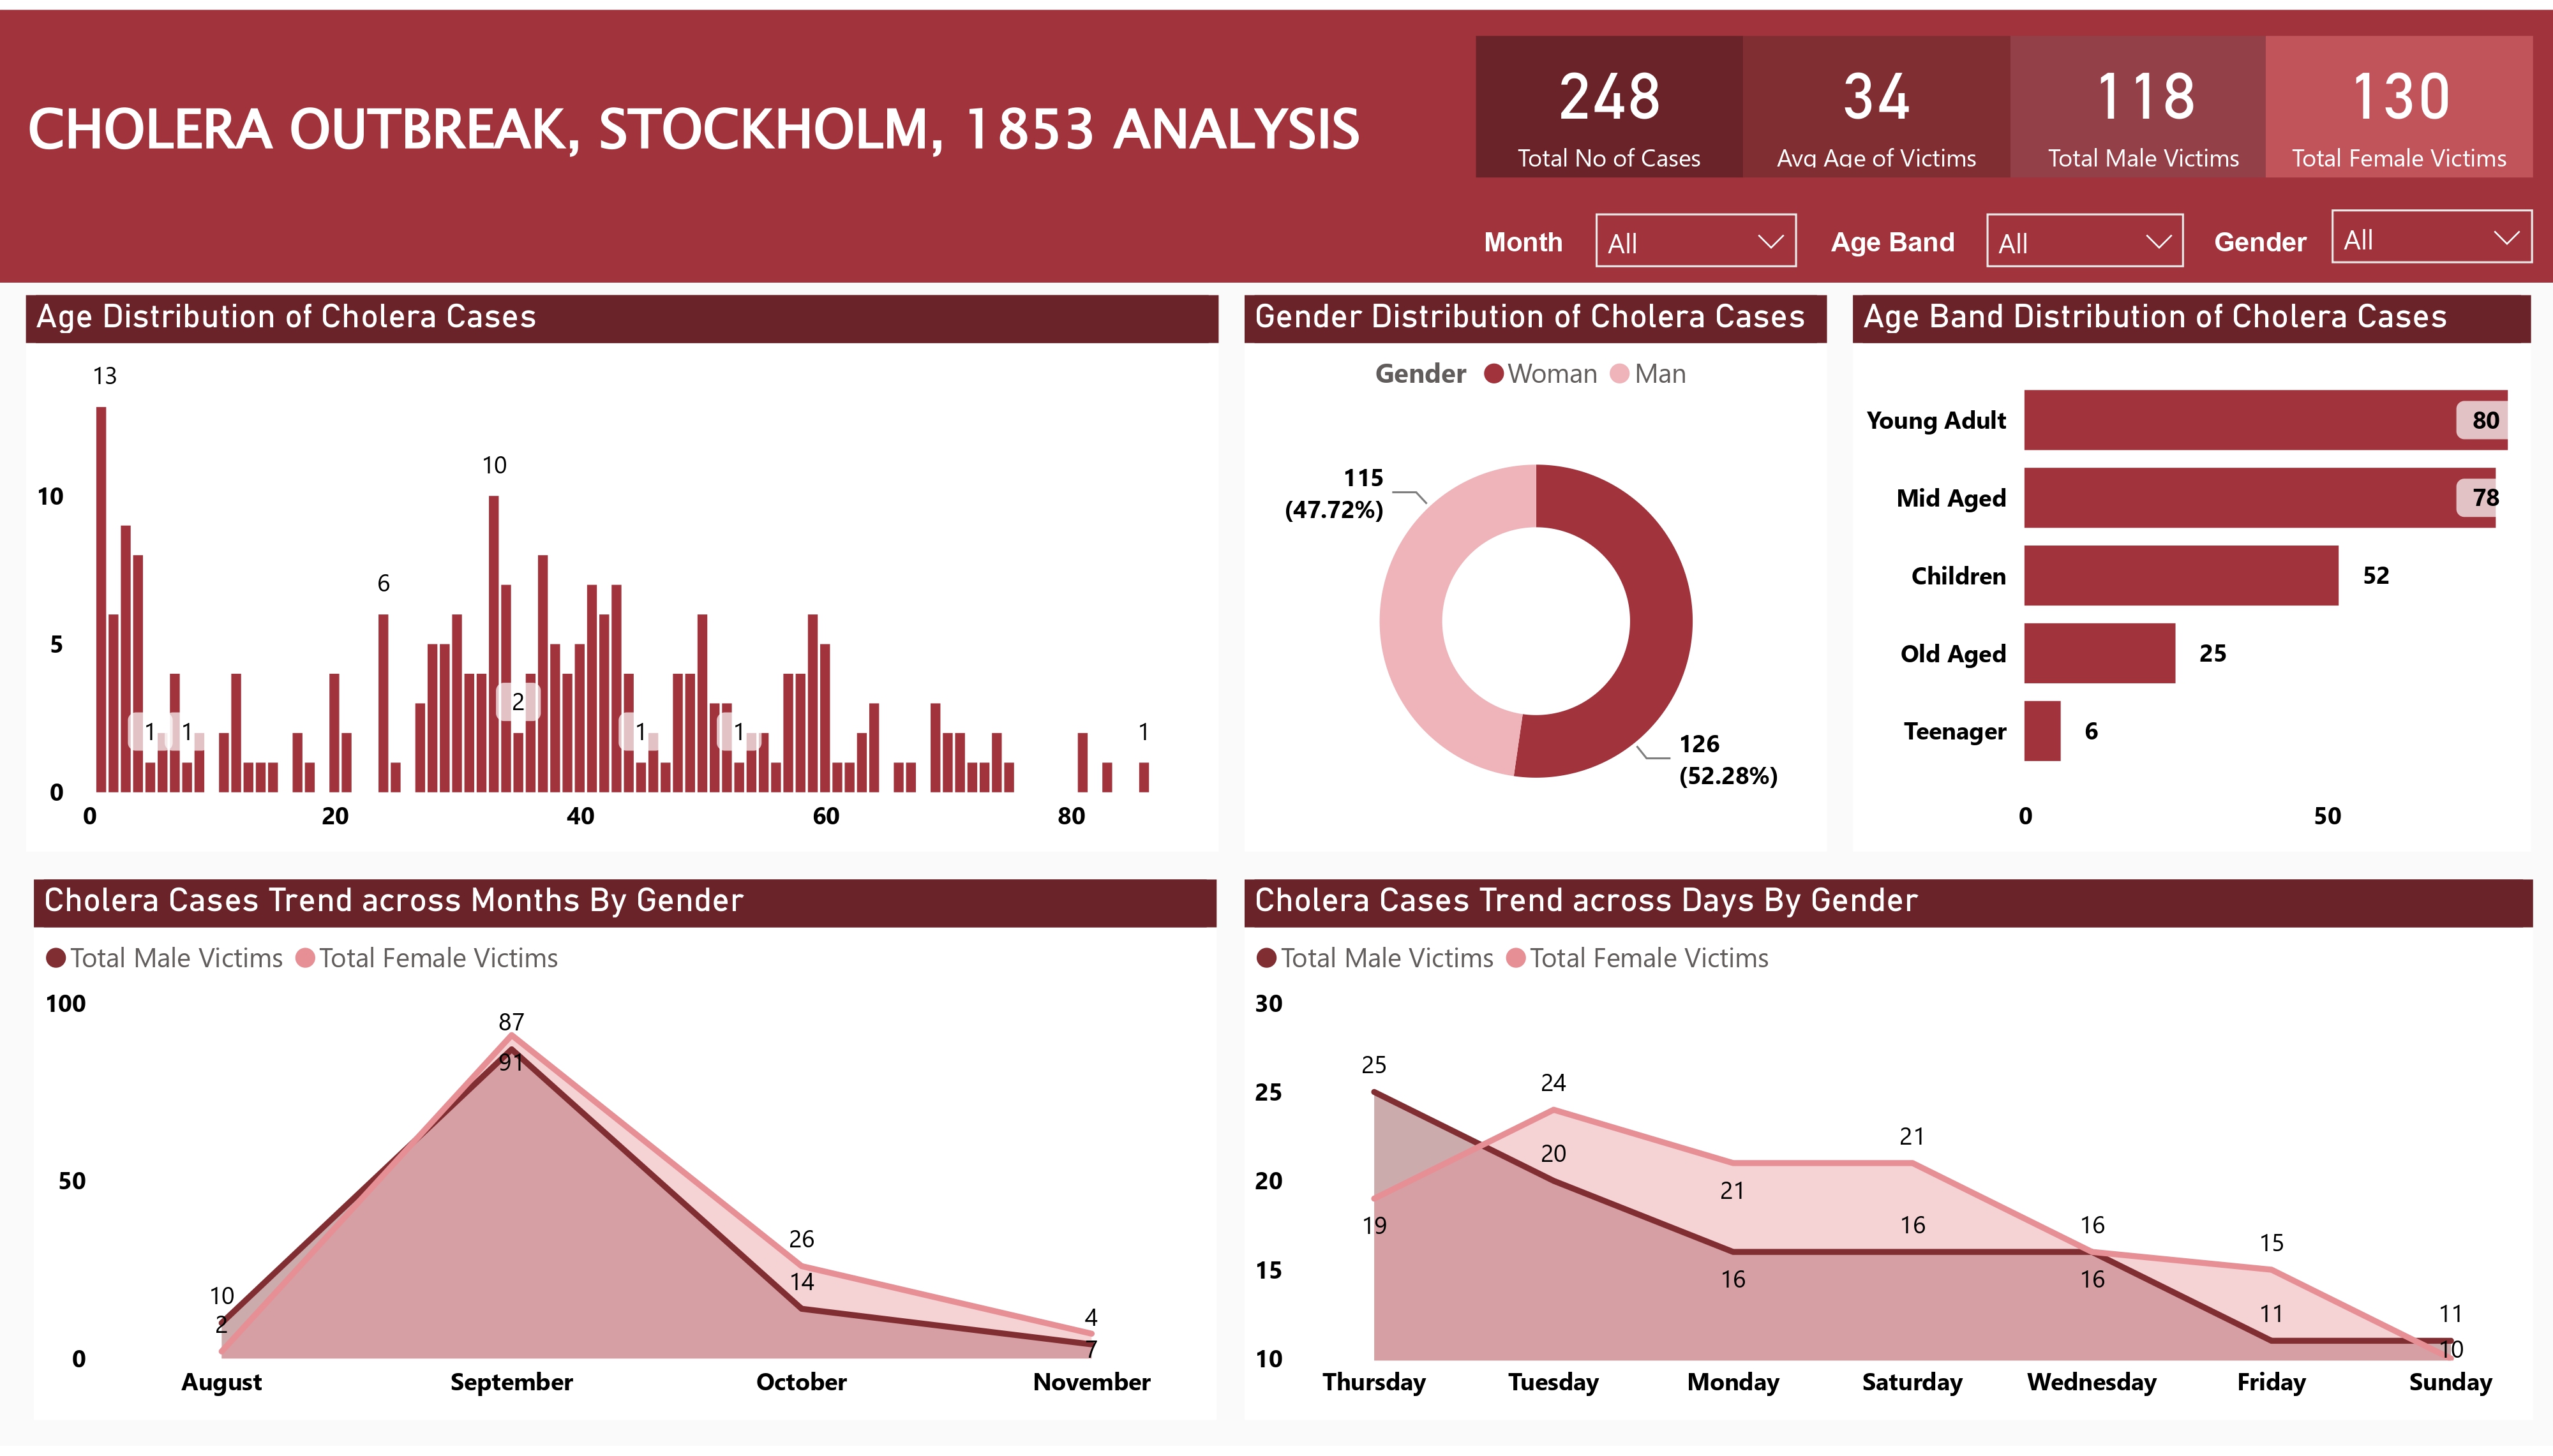 CHOLERA OUTBREAK, STOCKHOLM, 1853 ANALYSIS
248
Total No of Cases
34
Avg Age of Victims
118
Total Male Victims
130
Total Female Victims
Month All
Age Band All
Gender All
Age Distribution of Cholera Cases
13
10
6
2
1
1
1
1
1
10
5
0
0 20 40 60 80
Gender Distribution of Cholera Cases
Gender Woman Man
115
(47.72%)
126
(52.28%)
Age Band Distribution of Cholera Cases
Young Adult 80
Mid Aged 78
Children 52
Old Aged 25
Teenager 6
0 50
Cholera Cases Trend across Months By Gender
Total Male Victims Total Female Victims
100
50
0
87
91
26
14
10
2
4
7
August September October November
Cholera Cases Trend across Days By Gender
Total Male Victims Total Female Victims
30
25
20
15
10
25
19
24
20
21
16
21
16
16
16
15
11
11
10
Thursday Tuesday Monday Saturday Wednesday Friday Sunday